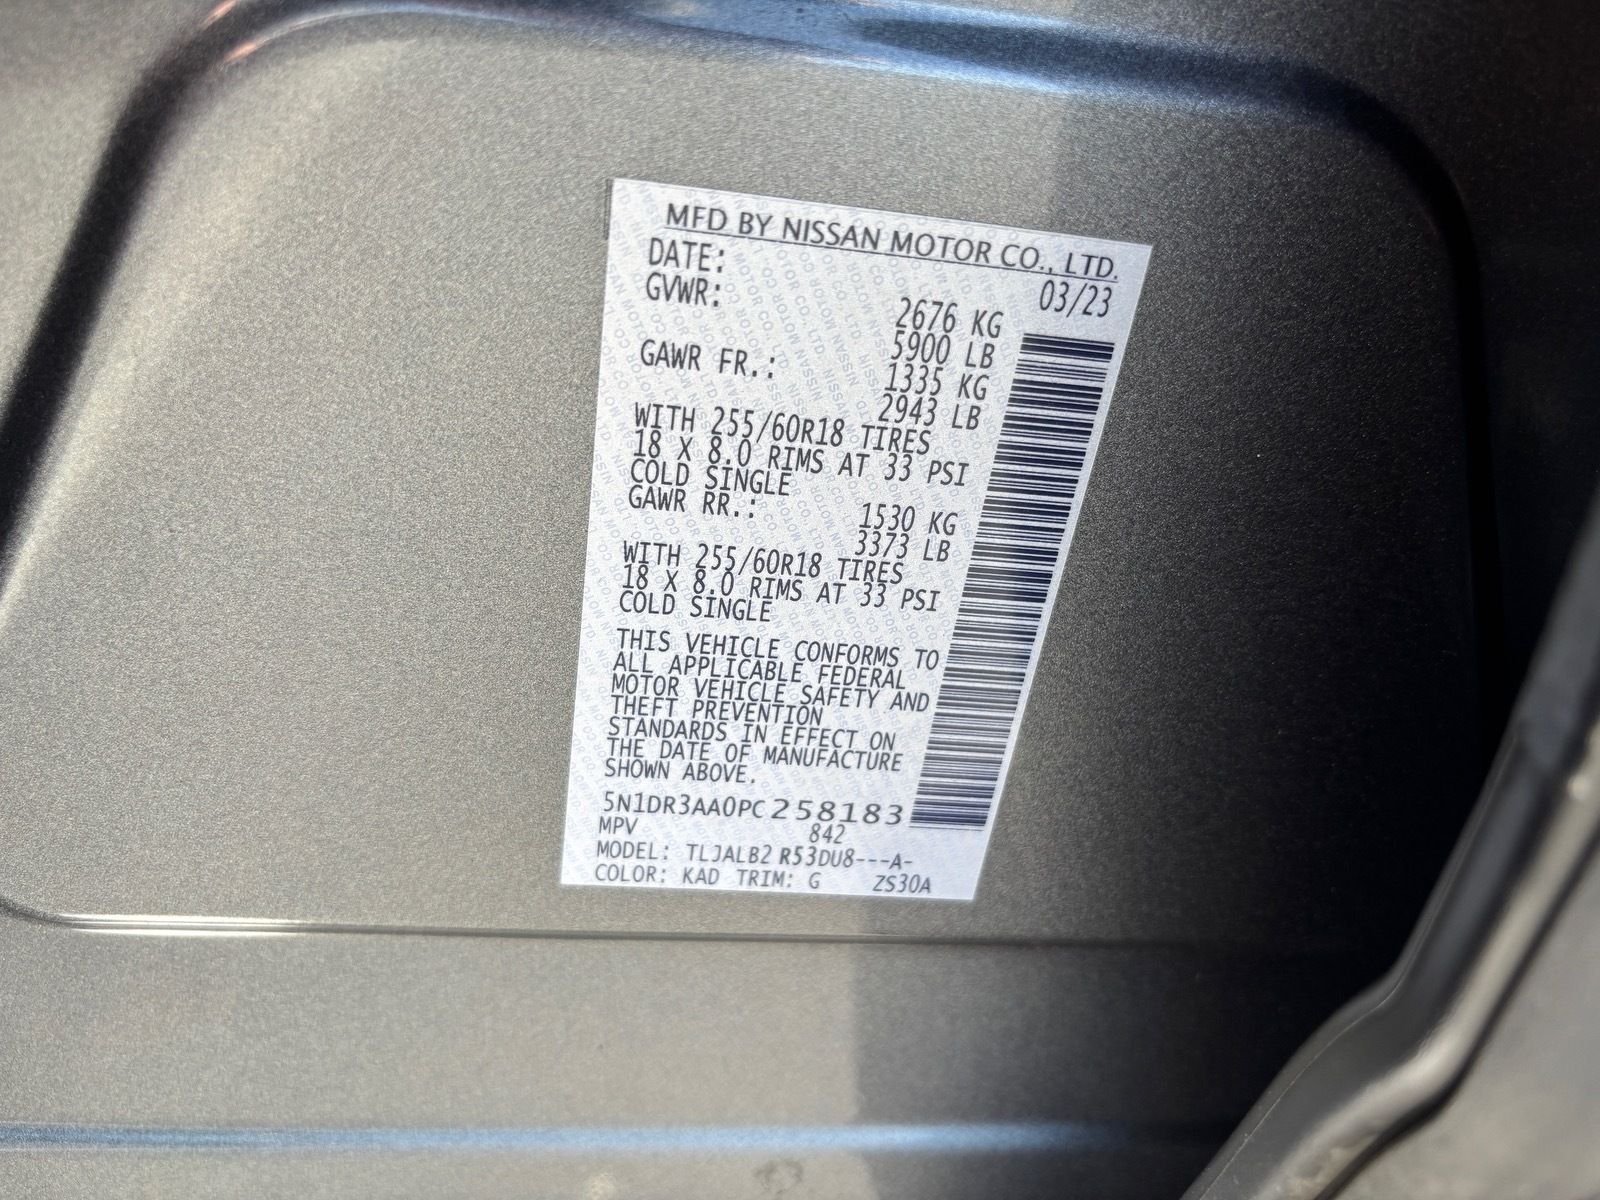 MFD BY NISSAN MOTOR CO., LTD.
DATE: 03/23
GVWR: 2676 KG
5900 LB
GAWR FR.: 1335 KG
2943 LB
WITH 255/60R18 TIRES
18 X 8.0 RIMS AT 33 PSI
COLD SINGLE
GAWR RR.: 1530 KG
3373 LB
WITH 255/60R18 TIRES
18 X 8.0 RIMS AT 33 PSI
COLD SINGLE
THIS VEHICLE CONFORMS TO
ALL APPLICABLE FEDERAL
MOTOR VEHICLE SAFETY AND
THEFT PREVENTION
STANDARDS IN EFFECT ON
THE DATE OF MANUFACTURE
SHOWN ABOVE.
5N1DR3AA0PC258183
MPV 842
MODEL: TLJALB2 R53DU8---A-
COLOR: KAD TRIM: G ZS30A